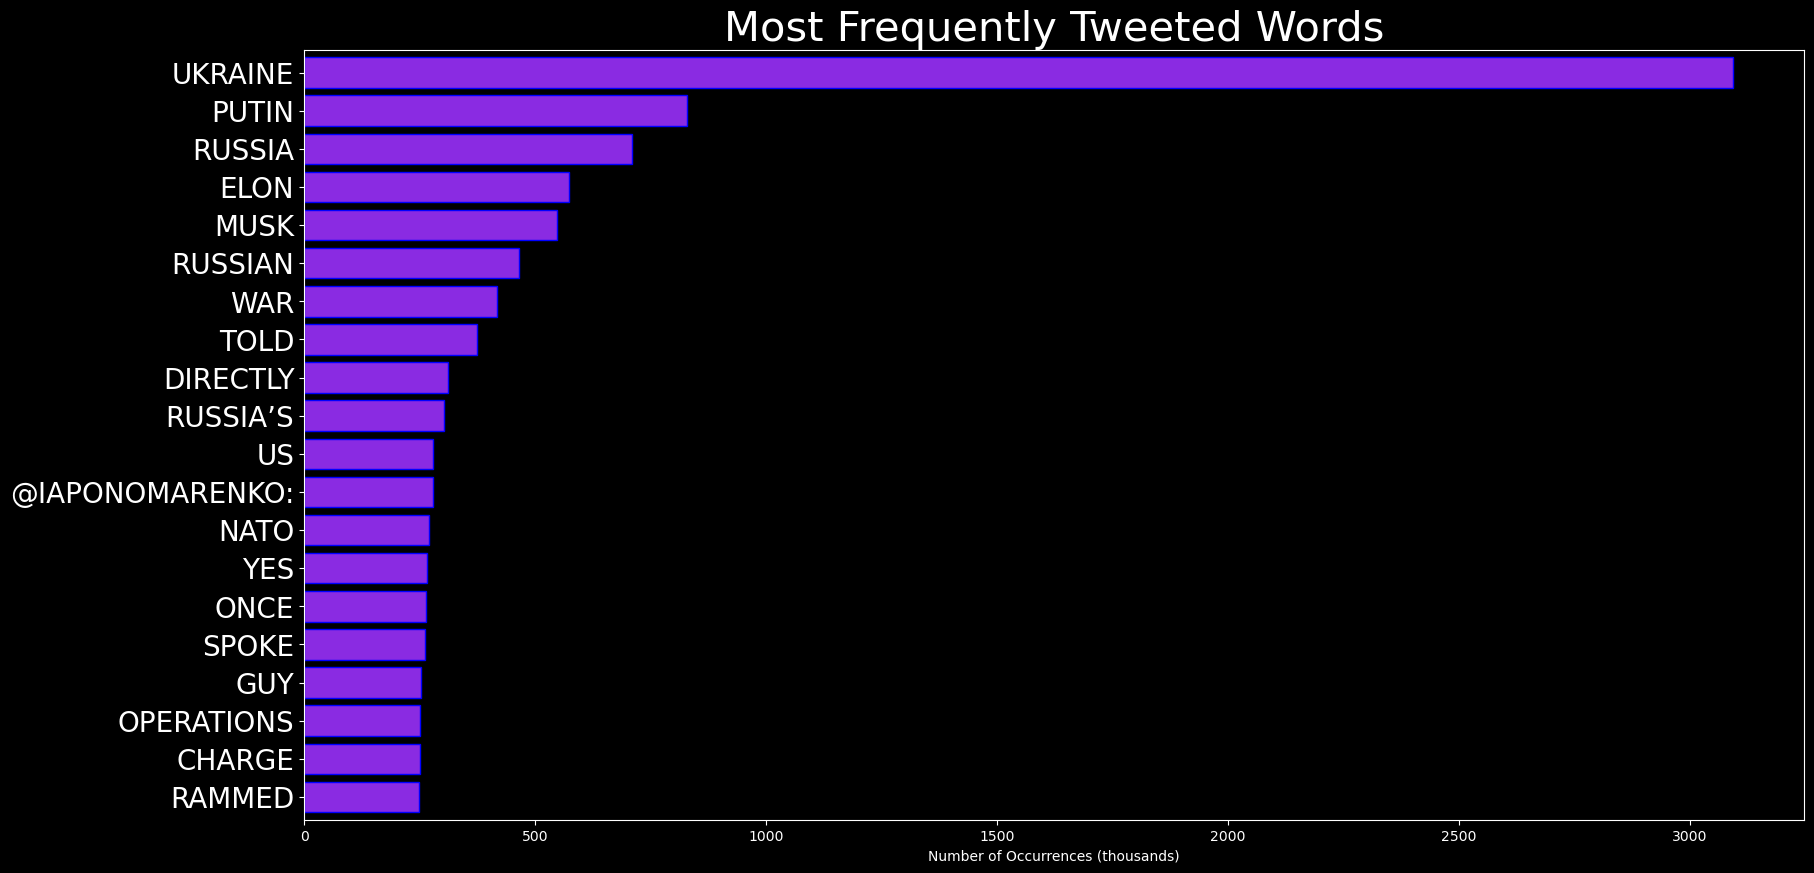 Most Frequently Tweeted Words
UKRAINE
PUTIN
RUSSIA
ELON
MUSK
RUSSIAN
WAR
TOLD
DIRECTLY
RUSSIA’S
US
@IAPONOMARENKO:
NATO
YES
ONCE
SPOKE
GUY
OPERATIONS
CHARGE
RAMMED
0 500 1000 1500 2000 2500 3000
Number of Occurrences (thousands)